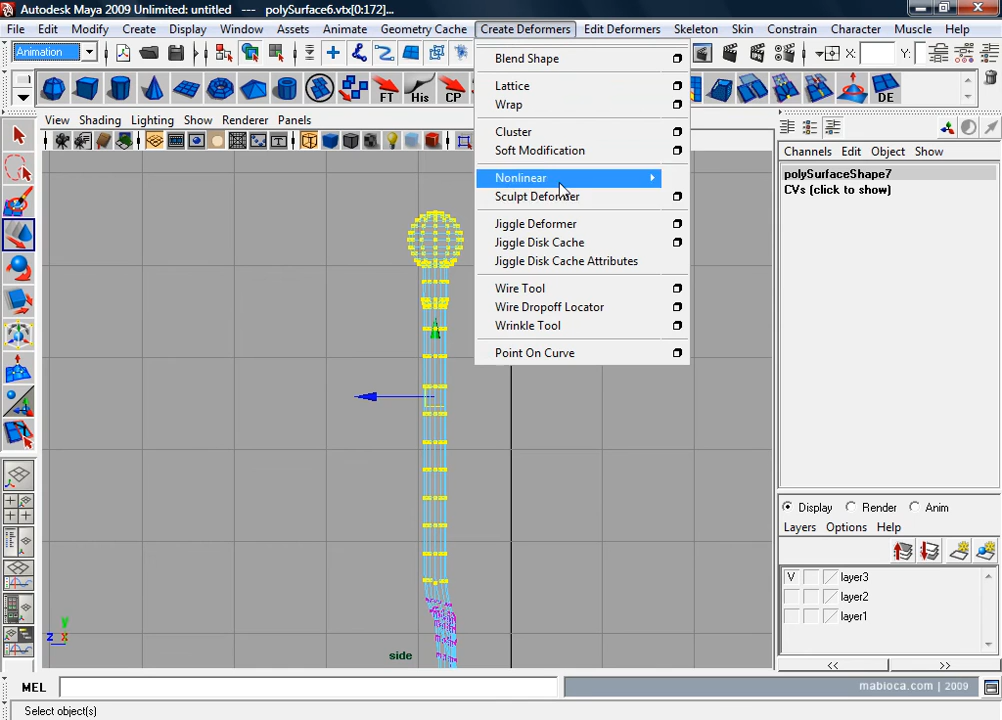 Autodesk Maya 2009 Unlimited: untitled * - polySurface6.vtx[0:172]...
File Edit Modify Create Display Window Assets Animate Geometry Cache Create Deformers Edit Deformers Skeleton Skin Constrain Character Muscle Help
Animation
X: Y:
FT His CP DE
View Shading Lighting Show Renderer Panels
Blend Shape
Lattice
Wrap
Cluster
Soft Modification
Nonlinear
Sculpt Deformer
Jiggle Deformer
Jiggle Disk Cache
Jiggle Disk Cache Attributes
Wire Tool
Wire Dropoff Locator
Wrinkle Tool
Point On Curve
Channels Edit Object Show
polySurfaceShape7
CVs (click to show)
Display Render Anim
Layers Options Help
V layer3
layer2
layer1
<< >>
y
z x
side
MEL
mabioca.com | 2009
Select object(s)